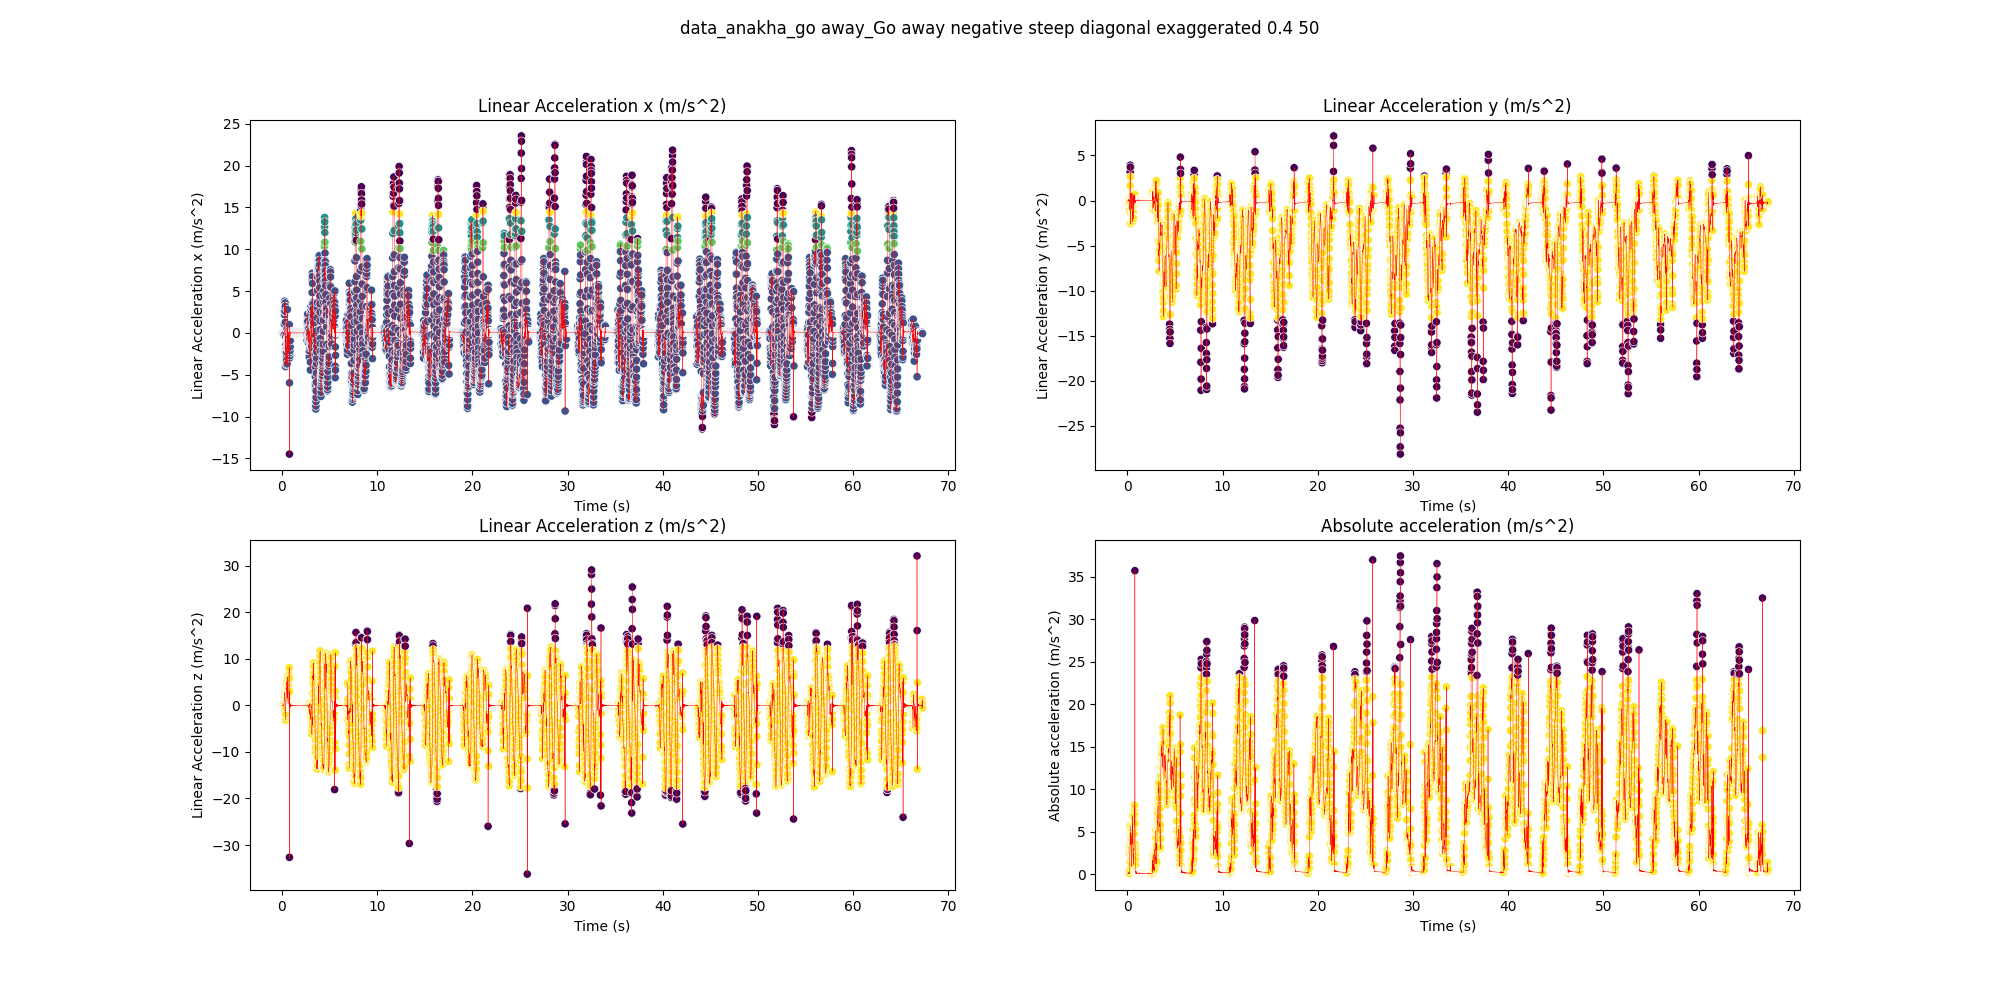 data_anakha_go away_Go away negative steep diagonal exaggerated 0.4 50
Linear Acceleration x (m/s^2)
Linear Acceleration x (m/s^2)
25
20
15
10
5
0
−5
−10
−15
0 10 20 30 40 50 60 70
Time (s)
Linear Acceleration y (m/s^2)
Linear Acceleration y (m/s^2)
5
0
−5
−10
−15
−20
−25
0 10 20 30 40 50 60 70
Time (s)
Linear Acceleration z (m/s^2)
Linear Acceleration z (m/s^2)
30
20
10
0
−10
−20
−30
0 10 20 30 40 50 60 70
Time (s)
Absolute acceleration (m/s^2)
Absolute acceleration (m/s^2)
35
30
25
20
15
10
5
0
0 10 20 30 40 50 60 70
Time (s)